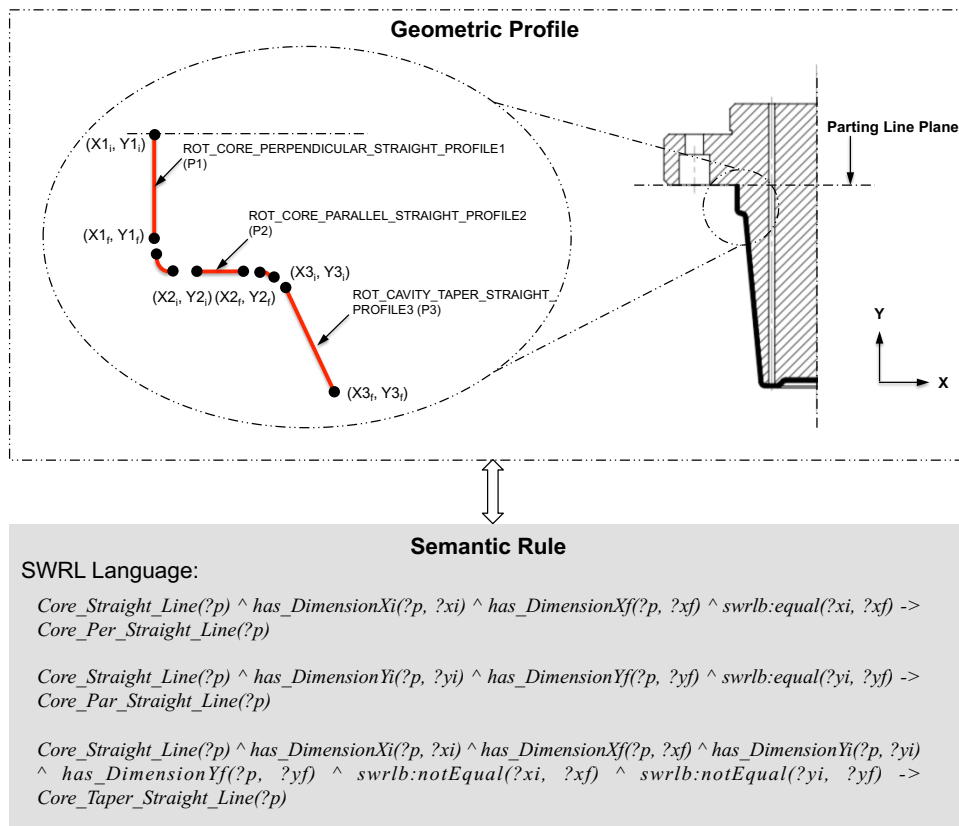 Geometric Profile
(X1i, Y1i)
ROT_CORE_PERPENDICULAR_STRAIGHT_PROFILE1
(P1)
ROT_CORE_PARALLEL_STRAIGHT_PROFILE2
(P2)
(X1f, Y1f)
(X2i, Y2i) (X2f, Y2f)
(X3i, Y3i)
ROT_CAVITY_TAPER_STRAIGHT_
PROFILE3 (P3)
(X3f, Y3f)
Parting Line Plane
Y
X
Semantic Rule
SWRL Language:
Core_Straight_Line(?p) ^ has_DimensionXi(?p, ?xi) ^ has_DimensionXf(?p, ?xf) ^ swrlb:equal(?xi, ?xf) ->
Core_Per_Straight_Line(?p)
Core_Straight_Line(?p) ^ has_DimensionYi(?p, ?yi) ^ has_DimensionYf(?p, ?yf) ^ swrlb:equal(?yi, ?yf) ->
Core_Par_Straight_Line(?p)
Core_Straight_Line(?p) ^ has_DimensionXi(?p, ?xi) ^ has_DimensionXf(?p, ?xf) ^ has_DimensionYi(?p, ?yi)
^ has_DimensionYf(?p, ?yf) ^ swrlb:notEqual(?xi, ?xf) ^ swrlb:notEqual(?yi, ?yf) ->
Core_Taper_Straight_Line(?p)